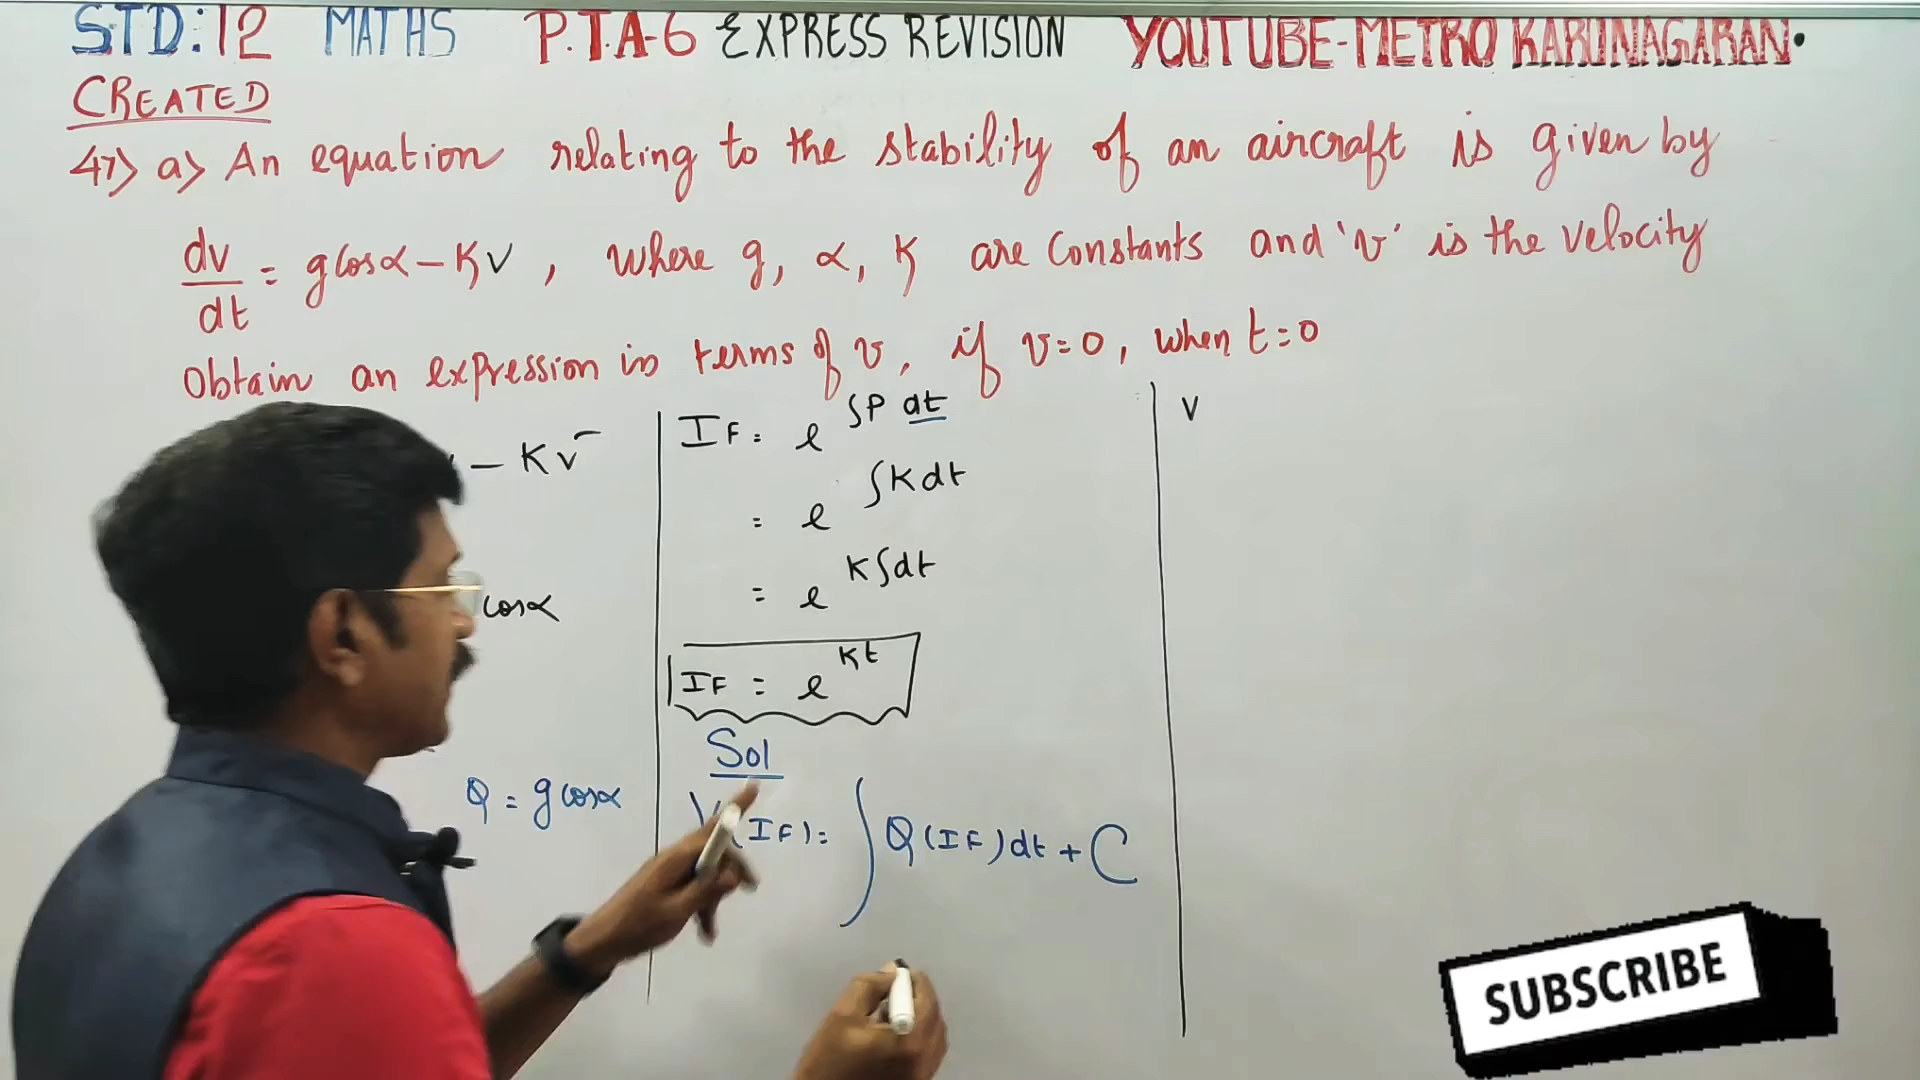 STD:12 MATHS P.T.A-6 EXPRESS REVISION YOUTUBE-METRO KARUNAGARAN.
CREATED
47) a) An equation relating to the stability of an aircraft is given by
dv/dt = g cosα - Kv, where g, α, K are constants and 'v' is the velocity
Obtain an expression in terms of v, if v=0, when t=0
- Kv
cosα
Q = g cosα
IF = e^∫P dt
= e^∫K dt
= e^K∫dt
IF = e^Kt
Sol
V(IF) = ∫Q(IF)dt + C
V
SUBSCRIBE